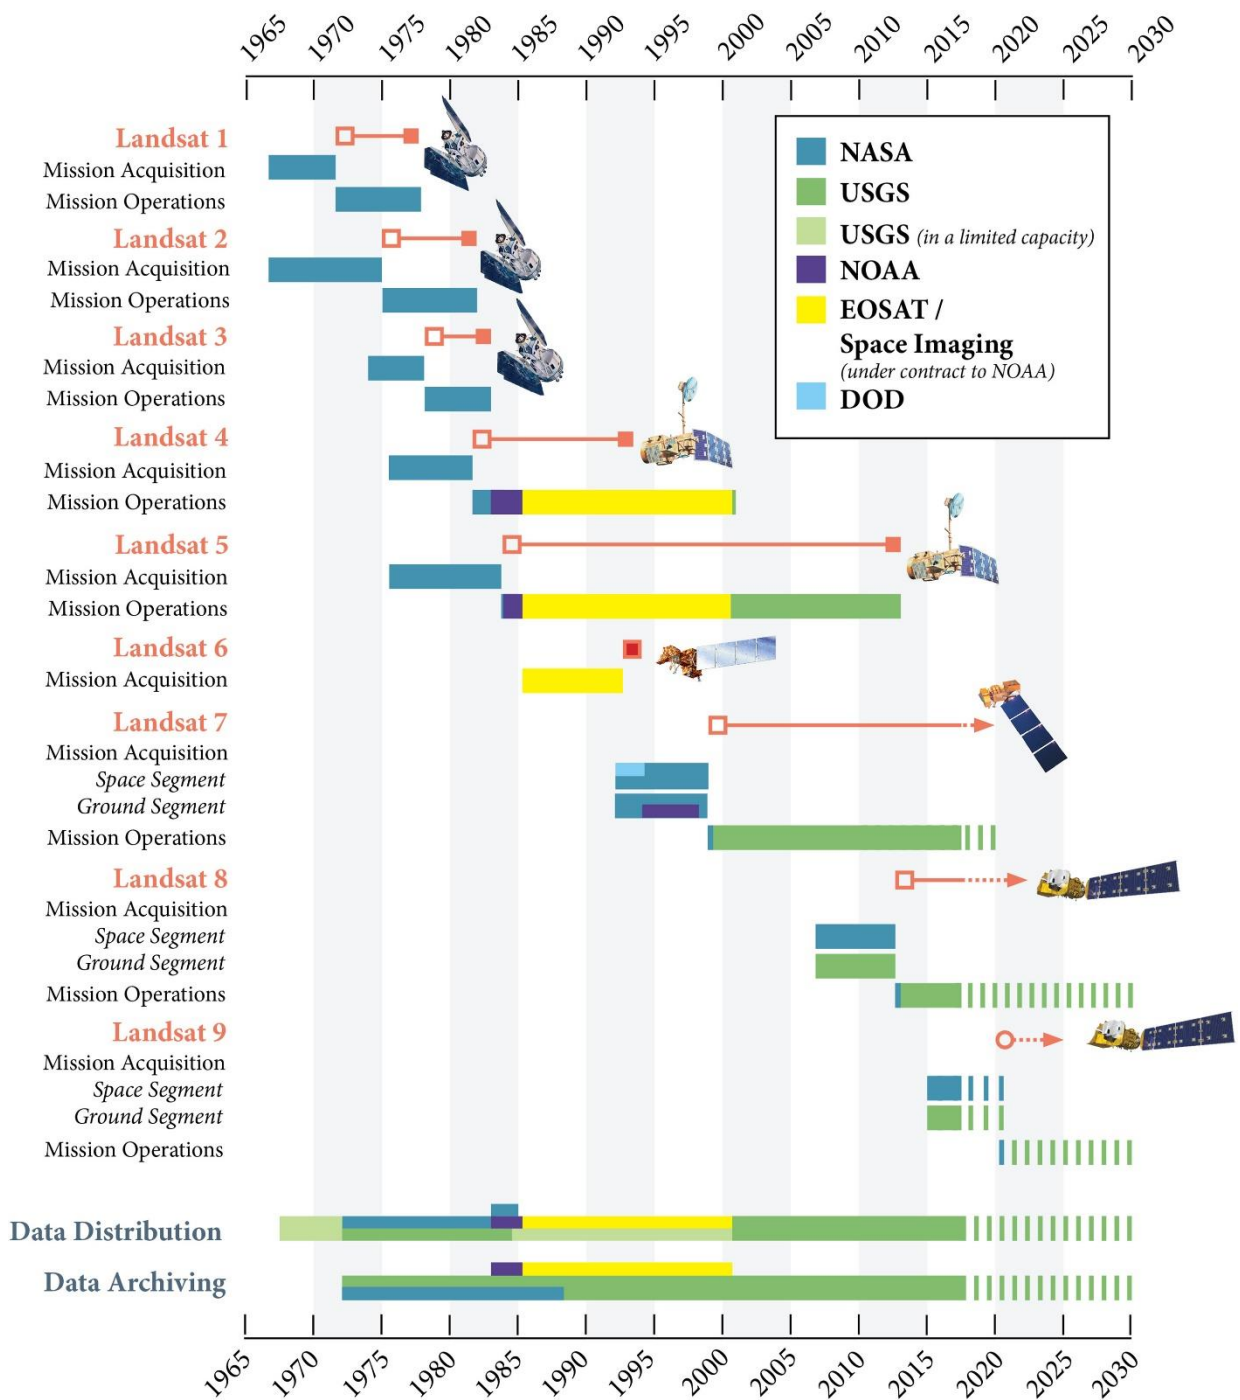 1965 1970 1975 1980 1985 1990 1995 2000 2005 2010 2015 2020 2025 2030
Landsat 1
Mission Acquisition
Mission Operations
Landsat 2
Mission Acquisition
Mission Operations
Landsat 3
Mission Acquisition
Mission Operations
Landsat 4
Mission Acquisition
Mission Operations
Landsat 5
Mission Acquisition
Mission Operations
Landsat 6
Mission Acquisition
Landsat 7
Mission Acquisition
Space Segment
Ground Segment
Mission Operations
Landsat 8
Mission Acquisition
Space Segment
Ground Segment
Mission Operations
Landsat 9
Mission Acquisition
Space Segment
Ground Segment
Mission Operations
Data Distribution
Data Archiving
NASA
USGS
USGS (in a limited capacity)
NOAA
EOSAT /
Space Imaging
(under contract to NOAA)
DOD
1965 1970 1975 1980 1985 1990 1995 2000 2005 2010 2015 2020 2025 2030